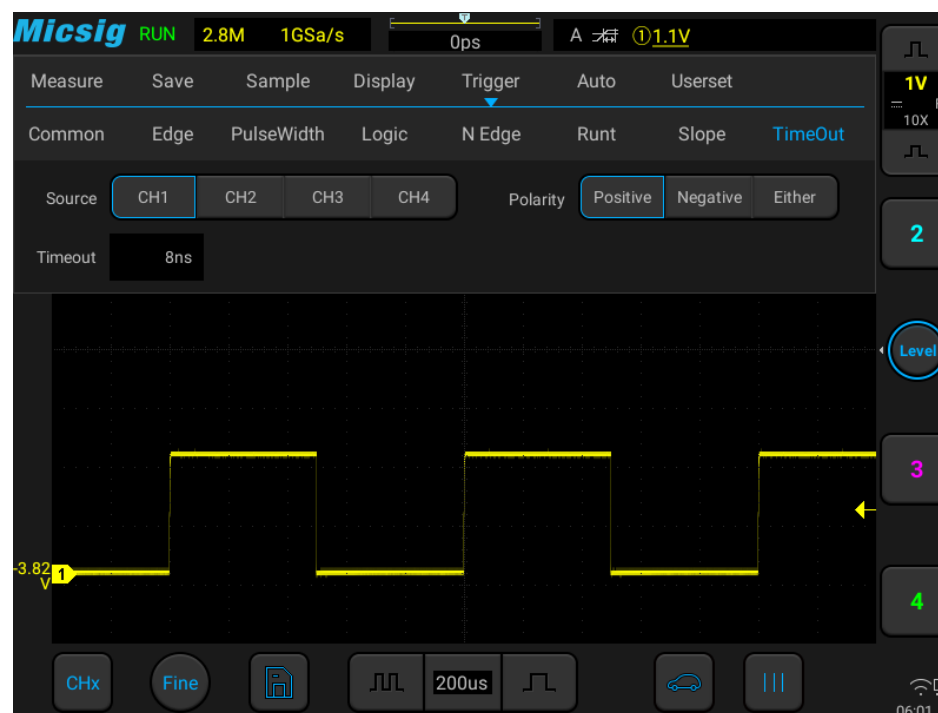 Micsig RUN 2.8M 1GSa/s 0ps A ①1.1V
Measure Save Sample Display Trigger Auto Userset
1V
10X
Common Edge PulseWidth Logic N Edge Runt Slope TimeOut
Source CH1 CH2 CH3 CH4 Polarity Positive Negative Either
2
Timeout 8ns
Level
3
-3.82
V
1
4
CHx Fine 200us
06:01